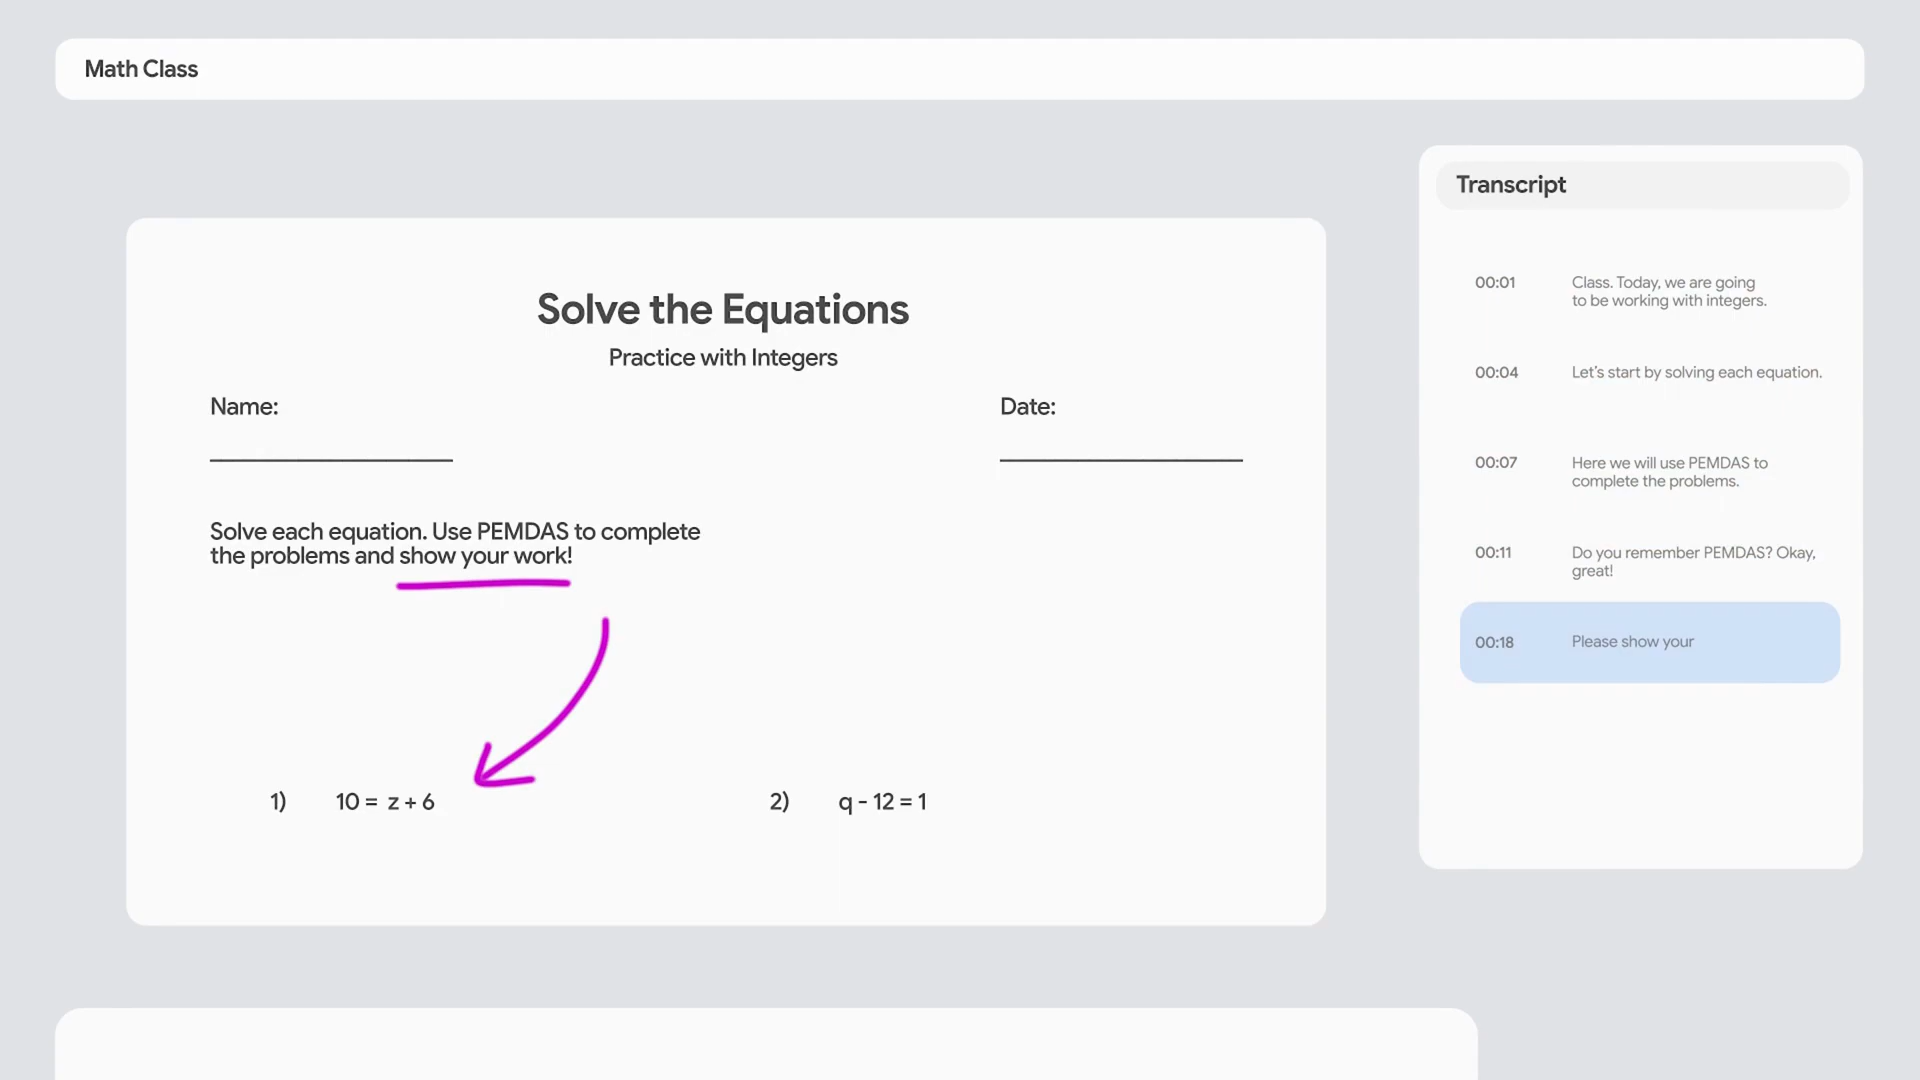 Math Class
Solve the Equations
Practice with Integers
Name:
Date:
Solve each equation. Use PEMDAS to complete
the problems and show your work!
1) 10 = z + 6
2) q - 12 = 1
Transcript
00:01 Class. Today, we are going
to be working with integers.
00:04 Let’s start by solving each equation.
00:07 Here we will use PEMDAS to
complete the problems.
00:11 Do you remember PEMDAS? Okay,
great!
00:18 Please show your